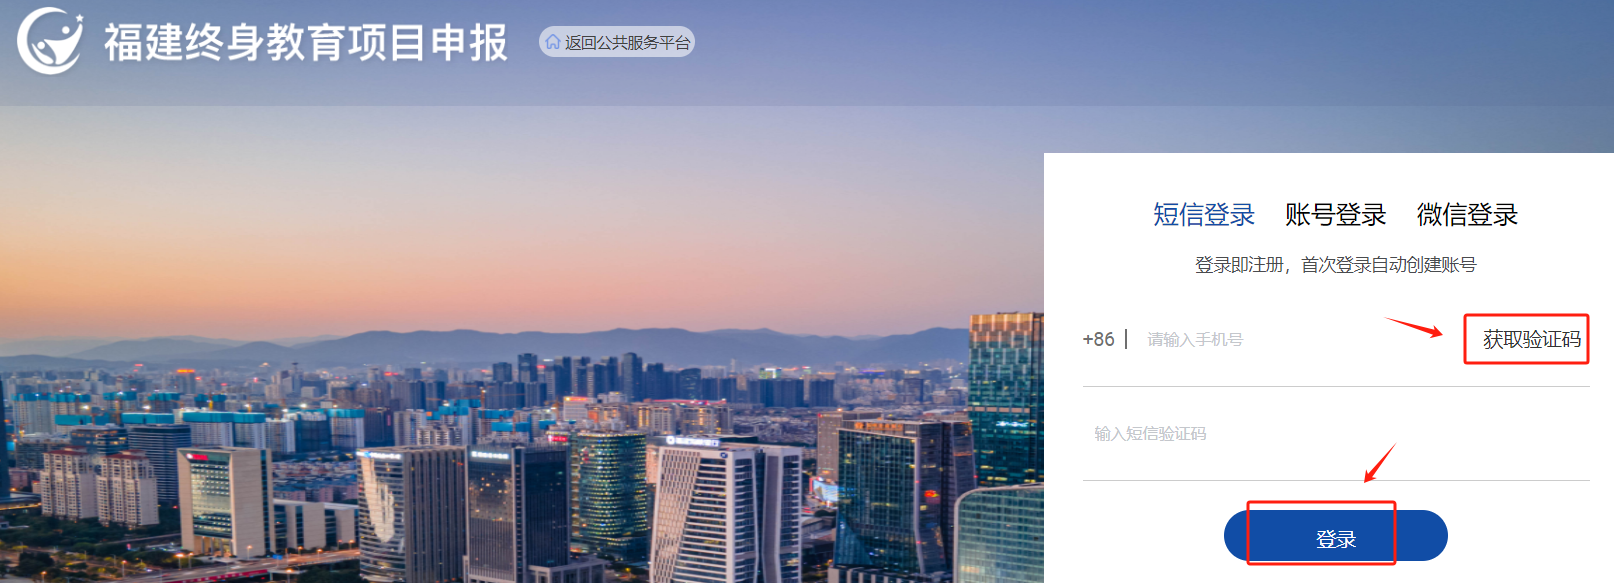 福建终身教育项目申报
返回公共服务平台
短信登录 账号登录 微信登录
登录即注册，首次登录自动创建账号
+86 请输入手机号 获取验证码
输入短信验证码
登录